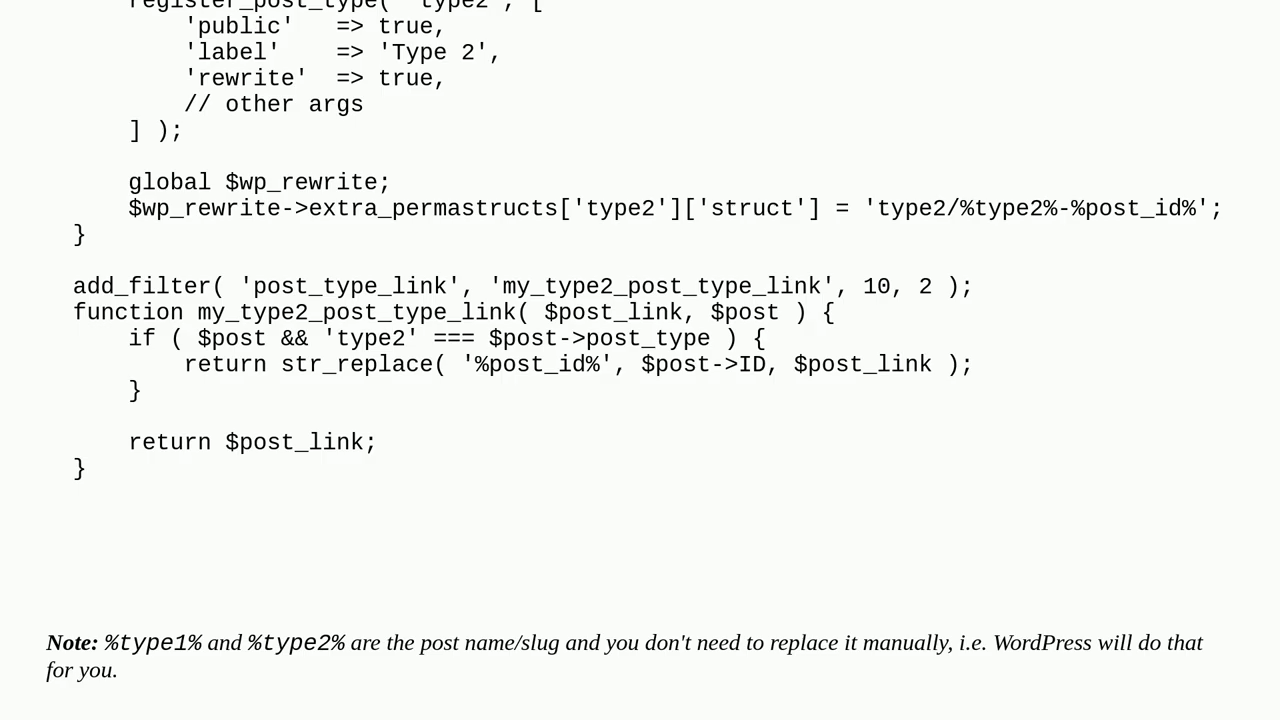 register_post_type( 'type2', [
'public'   => true,
'label'    => 'Type 2',
'rewrite'  => true,
// other args
] );
global $wp_rewrite;
$wp_rewrite->extra_permastructs['type2']['struct'] = 'type2/%type2%-%post_id%';
}
add_filter( 'post_type_link', 'my_type2_post_type_link', 10, 2 );
function my_type2_post_type_link( $post_link, $post ) {
if ( $post && 'type2' === $post->post_type ) {
return str_replace( '%post_id%', $post->ID, $post_link );
}
return $post_link;
}
Note: %type1% and %type2% are the post name/slug and you don't need to replace it manually, i.e. WordPress will do that
for you.